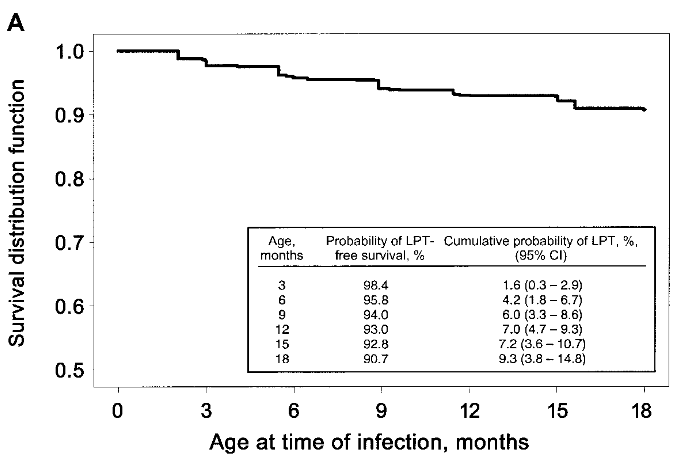 A
Survival distribution function
1.0
0.9
0.8
0.7
0.6
0.5
Age, months Probability of LPT- free survival, % Cumulative probability of LPT, %, (95% CI)
3 98.4 1.6 (0.3 – 2.9)
6 95.8 4.2 (1.8 – 6.7)
9 94.0 6.0 (3.3 – 8.6)
12 93.0 7.0 (4.7 – 9.3)
15 92.8 7.2 (3.6 – 10.7)
18 90.7 9.3 (3.8 – 14.8)
0 3 6 9 12 15 18
Age at time of infection, months